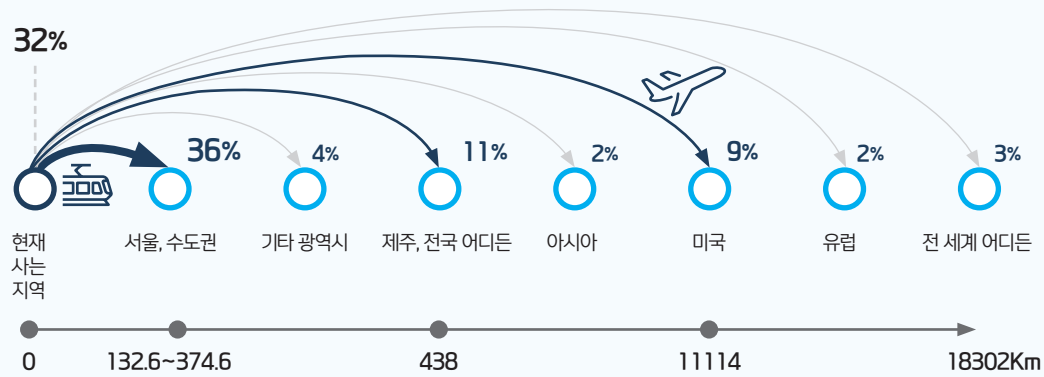 32%
36%
4%
11%
2%
9%
2%
3%
현재
사는
지역
서울, 수도권
기타 광역시
제주, 전국 어디든
아시아
미국
유럽
전 세계 어디든
0
132.6~374.6
438
11114
18302Km